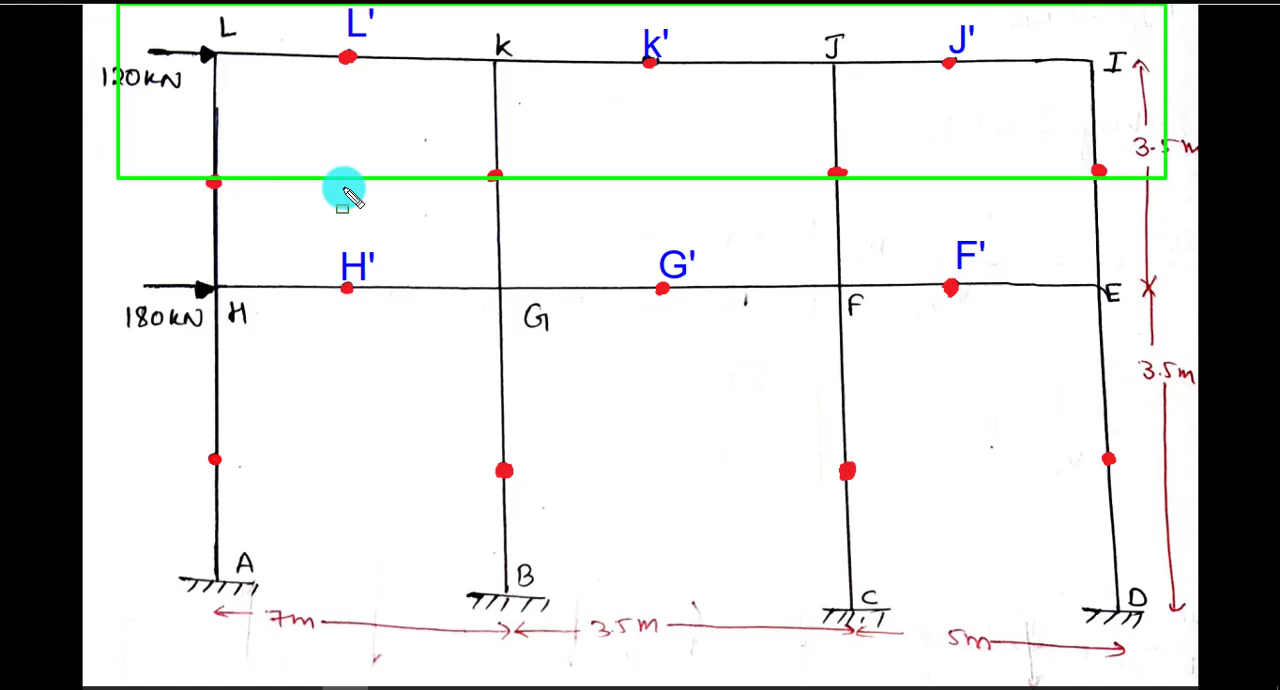 L L' K k' J J' I
120KN
3.5m
H' G' F'
180KN H G F E
3.5m
A B C D
7m 3.5m 5m